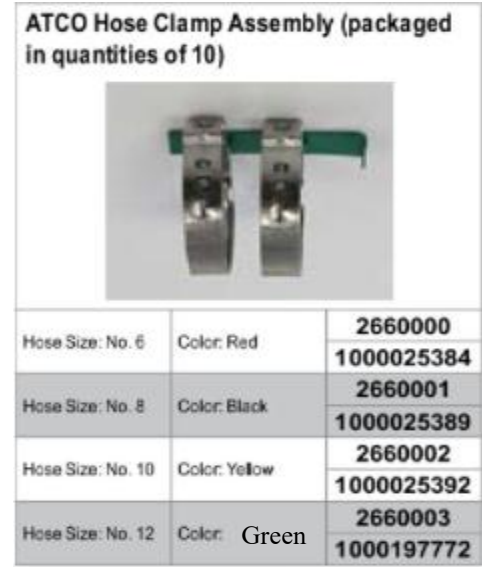 ATCO Hose Clamp Assembly (packaged
in quantities of 10)
Hose Size: No. 6 Color: Red 2660000
1000025384
Hose Size: No. 8 Color: Black 2660001
1000025389
Hose Size: No. 10 Color: Yellow 2660002
1000025392
Hose Size: No. 12 Color: Green 2660003
1000197772